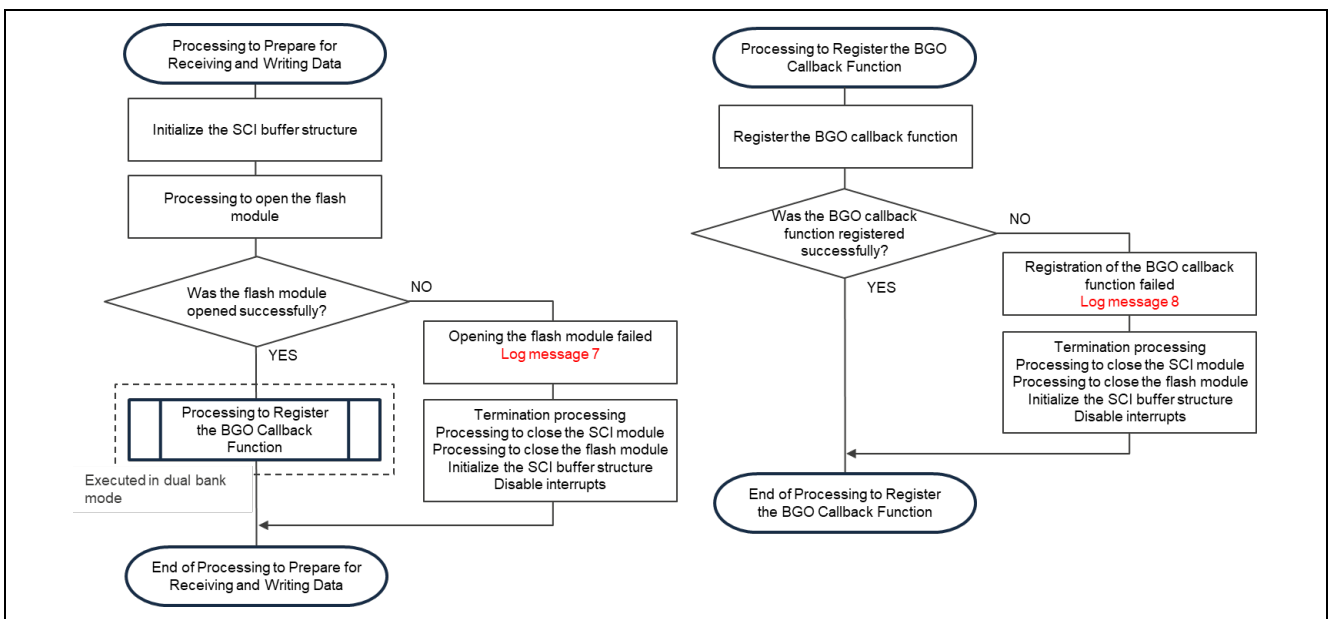 Processing to Prepare for
Receiving and Writing Data
Initialize the SCI buffer structure
Processing to open the flash
module
Was the flash module
opened successfully?
NO
YES
Opening the flash module failed
Log message 7
Termination processing
Processing to close the SCI module
Processing to close the flash module
Initialize the SCI buffer structure
Disable interrupts
Processing to Register
the BGO Callback
Function
Executed in dual bank
mode
End of Processing to Prepare for
Receiving and Writing Data
Processing to Register the BGO
Callback Function
Register the BGO callback function
Was the BGO callback
function registered
successfully?
NO
YES
Registration of the BGO callback
function failed
Log message 8
Termination processing
Processing to close the SCI module
Processing to close the flash module
Initialize the SCI buffer structure
Disable interrupts
End of Processing to Register
the BGO Callback Function